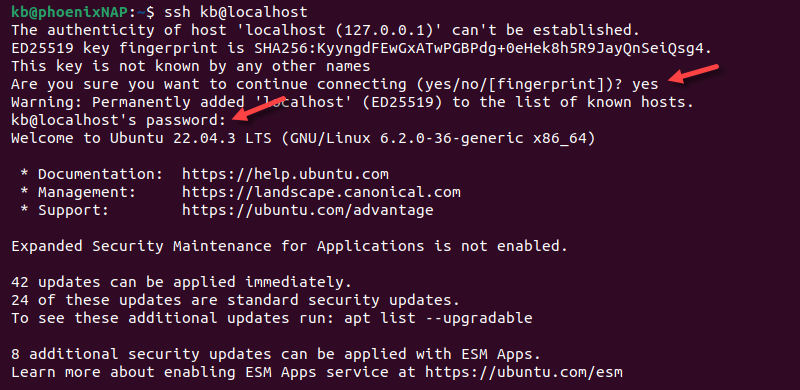 kb@phoenixNAP:~$ ssh kb@localhost
The authenticity of host 'localhost (127.0.0.1)' can't be established.
ED25519 key fingerprint is SHA256:KyyngdFEwGxATwPGBPdg+0eHek8h5R9JayQnSeiQsg4.
This key is not known by any other names
Are you sure you want to continue connecting (yes/no/[fingerprint])? yes
Warning: Permanently added 'localhost' (ED25519) to the list of known hosts.
kb@localhost's password:
Welcome to Ubuntu 22.04.3 LTS (GNU/Linux 6.2.0-36-generic x86_64)
* Documentation: https://help.ubuntu.com
* Management: https://landscape.canonical.com
* Support: https://ubuntu.com/advantage
Expanded Security Maintenance for Applications is not enabled.
42 updates can be applied immediately.
24 of these updates are standard security updates.
To see these additional updates run: apt list --upgradable
8 additional security updates can be applied with ESM Apps.
Learn more about enabling ESM Apps service at https://ubuntu.com/esm